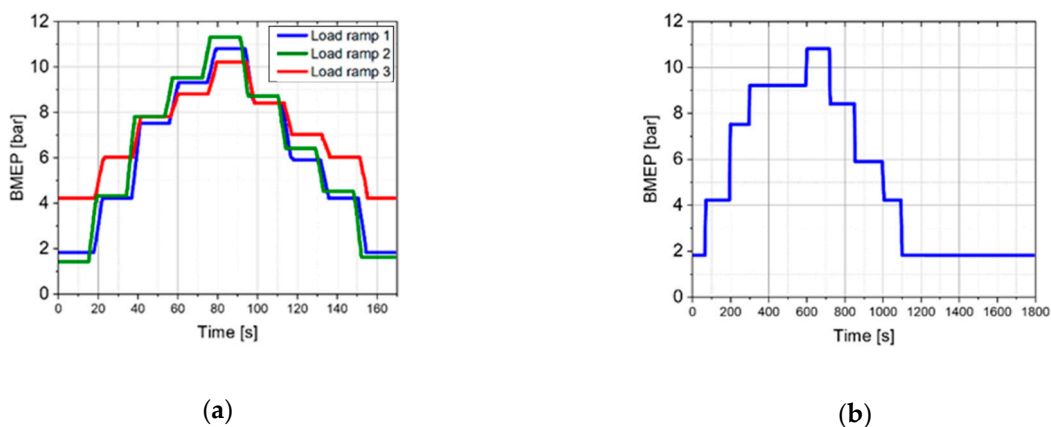 12
10
8
6
4
2
0
BMEP [bar]
Load ramp 1
Load ramp 2
Load ramp 3
0 20 40 60 80 100 120 140 160
Time [s]
(a)
12
10
8
6
4
2
0
BMEP [bar]
0 200 400 600 800 1000 1200 1400 1600 1800
Time [s]
(b)